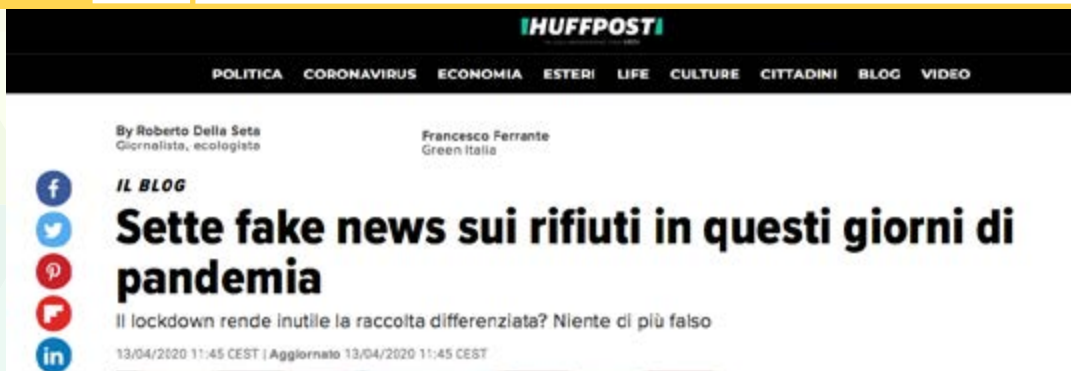 HUFFPOST
POLITICA CORONAVIRUS ECONOMIA ESTERI LIFE CULTURE CITTADINI BLOG VIDEO
By Roberto Della Seta
Giornalista, ecologista
Francesco Ferrante
Green Italia
IL BLOG
Sette fake news sui rifiuti in questi giorni di
pandemia
Il lockdown rende inutile la raccolta differenziata? Niente di più falso
13/04/2020 11:45 CEST | Aggiornato 13/04/2020 11:45 CEST